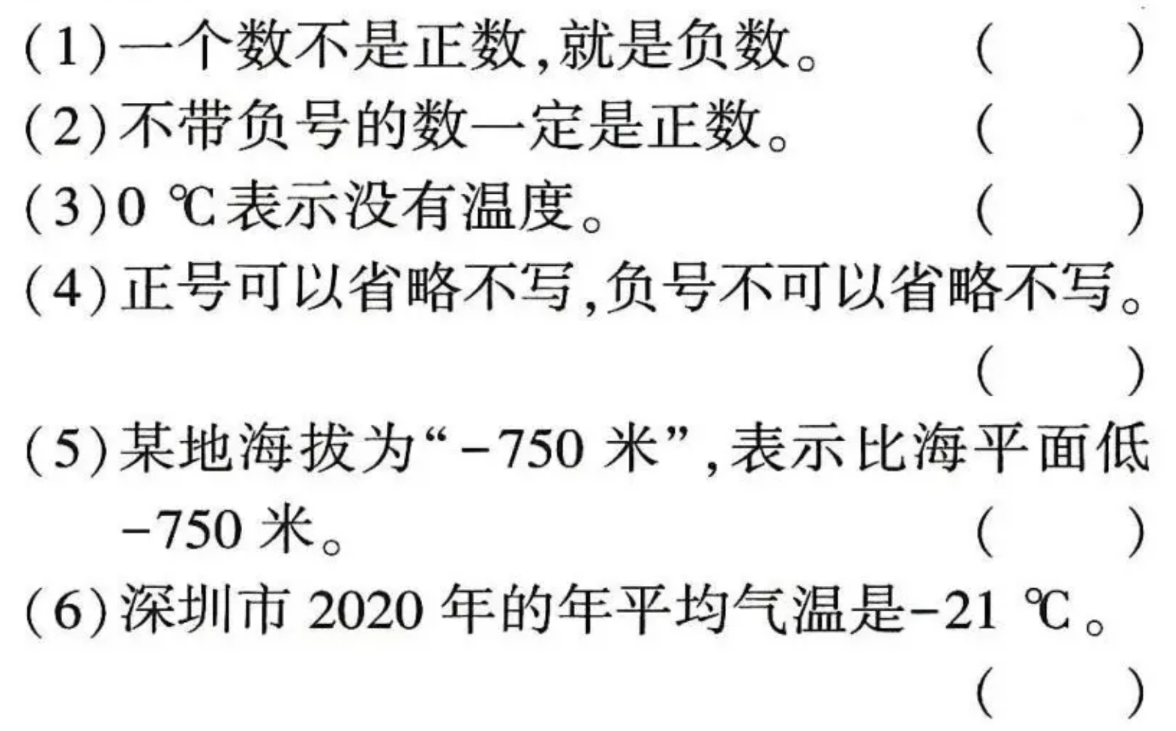 (1)一个数不是正数,就是负数。 ( )
(2)不带负号的数一定是正数。 ( )
(3)0 ℃表示没有温度。 ( )
(4)正号可以省略不写,负号不可以省略不写。
( )
(5)某地海拔为“-750 米”,表示比海平面低
-750 米。 ( )
(6)深圳市 2020 年的年平均气温是-21 ℃。
( )